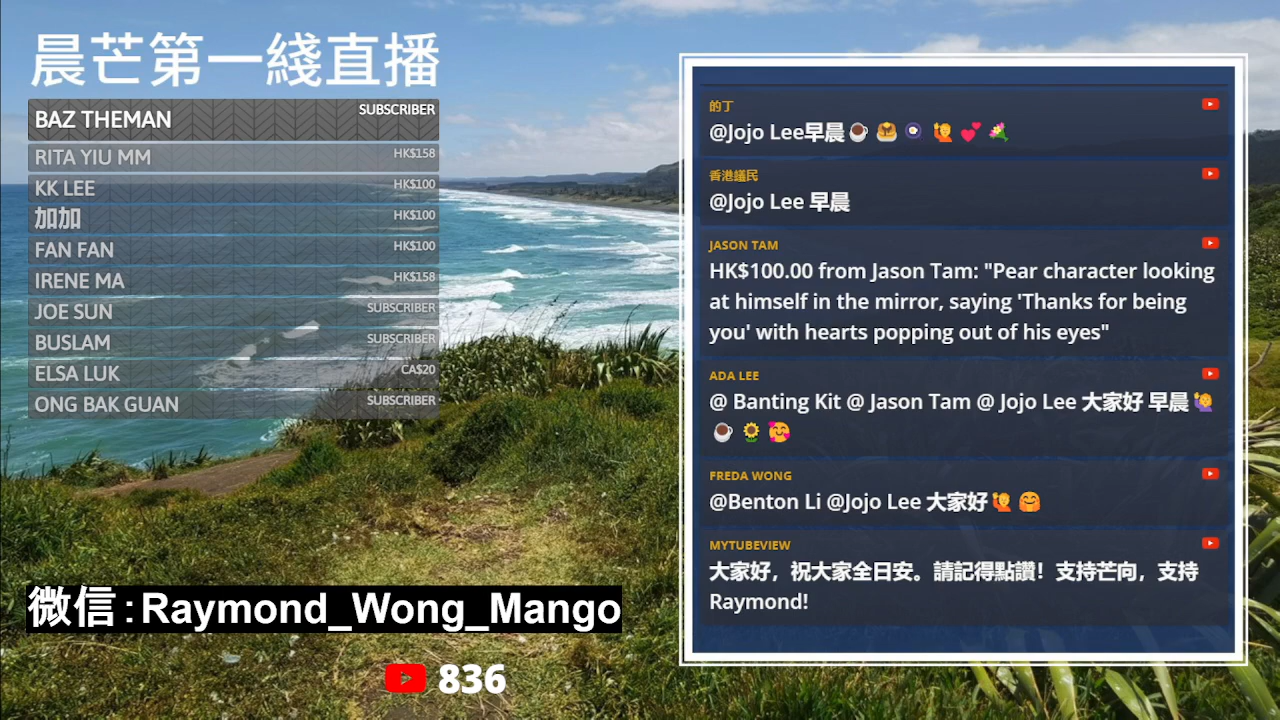 晨芒第一綫直播
BAZ THEMAN SUBSCRIBER
RITA YIU MM HK$158
KK LEE HK$100
加加 HK$100
FAN FAN HK$100
IRENE MA HK$158
JOE SUN SUBSCRIBER
BUSLAM SUBSCRIBER
ELSA LUK CA$20
ONG BAK GUAN SUBSCRIBER
微信:Raymond_Wong_Mango
836
的丁
@Jojo Lee早晨☕
香港議民
@Jojo Lee 早晨
JASON TAM
HK$100.00 from Jason Tam: "Pear character looking
at himself in the mirror, saying 'Thanks for being
you' with hearts popping out of his eyes"
ADA LEE
@ Banting Kit @ Jason Tam @ Jojo Lee 大家好 早晨🙋
☕🌻🥰
FREDA WONG
@Benton Li @Jojo Lee 大家好🙋🤗
MYTUBEVIEW
大家好，祝大家全日安。請記得點讚！支持芒向，支持
Raymond!